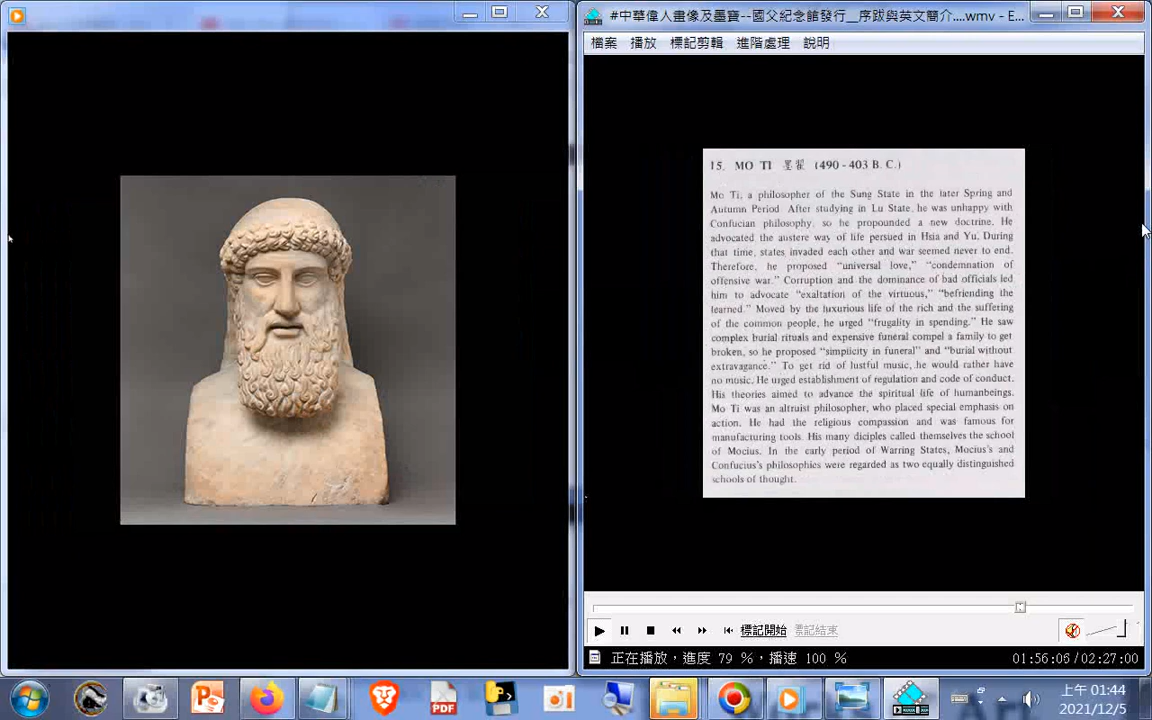 #中華偉人畫像及墨寶--國父紀念館發行__序跋與英文簡介....wmv - E...
檔案 播放 標記剪輯 進階處理 說明
15. MO TI 墨翟 (490 - 403 B. C.)
Mo Ti, a philosopher of the Sung State in the later Spring and
Autumn Period. After studying in Lu State, he was unhappy with
Confucian philosophy, so he propounded a new doctrine. He
advocated the austere way of life persued in Hsia and Yu. During
that time, states invaded each other and war seemed never to end.
Therefore, he proposed “universal love,” “condemnation of
offensive war.” Corruption and the dominance of bad officials led
him to advocate “exaltation of the virtuous,” “befriending the
learned.” Moved by the luxurious life of the rich and the suffering
of the common people, he urged “frugality in spending.” He saw
complex burial rituals and expensive funeral compel a family to get
broken, so he proposed “simplicity in funeral” and “burial without
extravagance.” To get rid of lustful music, he would rather have
no music. He urged establishment of regulation and code of conduct.
His theories aimed to advance the spiritual life of humanbeings.
Mo Ti was an altruist philosopher, who placed special emphasis on
action. He had the religious compassion and was famous for
manufacturing tools. His many diciples called themselves the school
of Mocius. In the early period of Warring States, Mocius's and
Confucius's philosophies were regarded as two equally distinguished
schools of thought.
標記開始 標記結束
正在播放，進度 79 %，播速 100 % 01:56:06 / 02:27:00
PDF
上午 01:44
2021/12/5